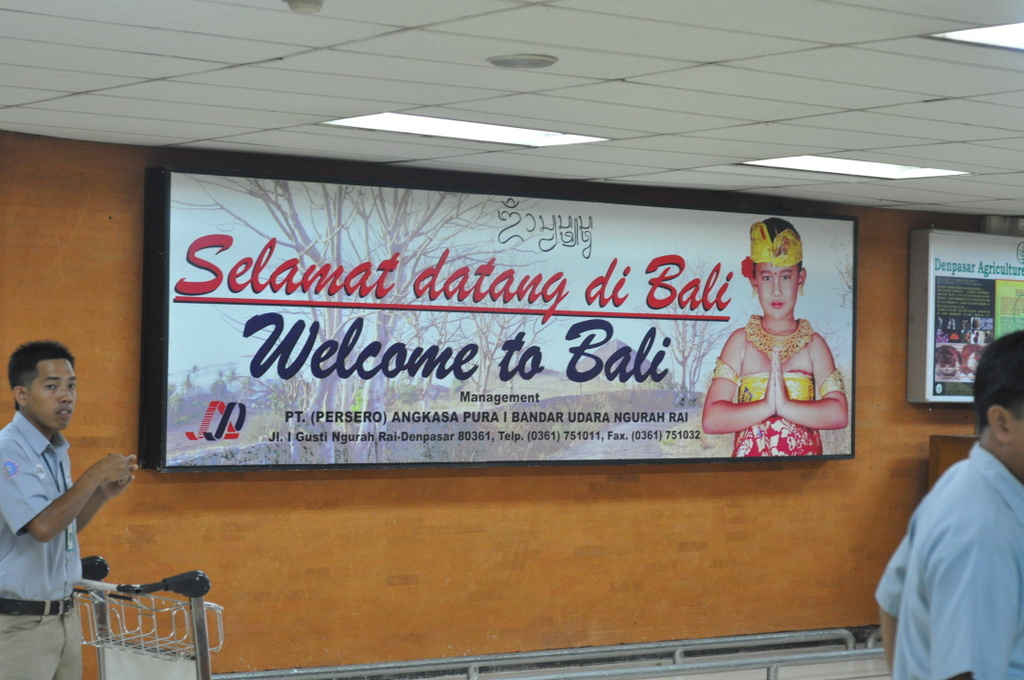 Selamat datang di Bali
Welcome to Bali
Management
PT. (PERSERO) ANGKASA PURA I BANDAR UDARA NGURAH RAI
Jl. I Gusti Ngurah Rai-Denpasar 80361, Telp. (0361) 751011, Fax. (0361) 751032
Denpasar Agriculture